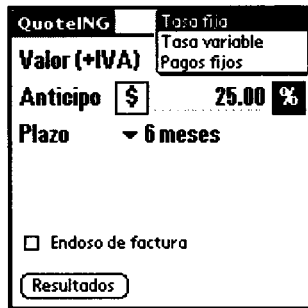 QuoteING
Tasa fija
Tasa variable
Pagos fijos
Valor (+IVA)
Anticipo $ 25.00 %
Plazo 6 meses
Endoso de factura
Resultados